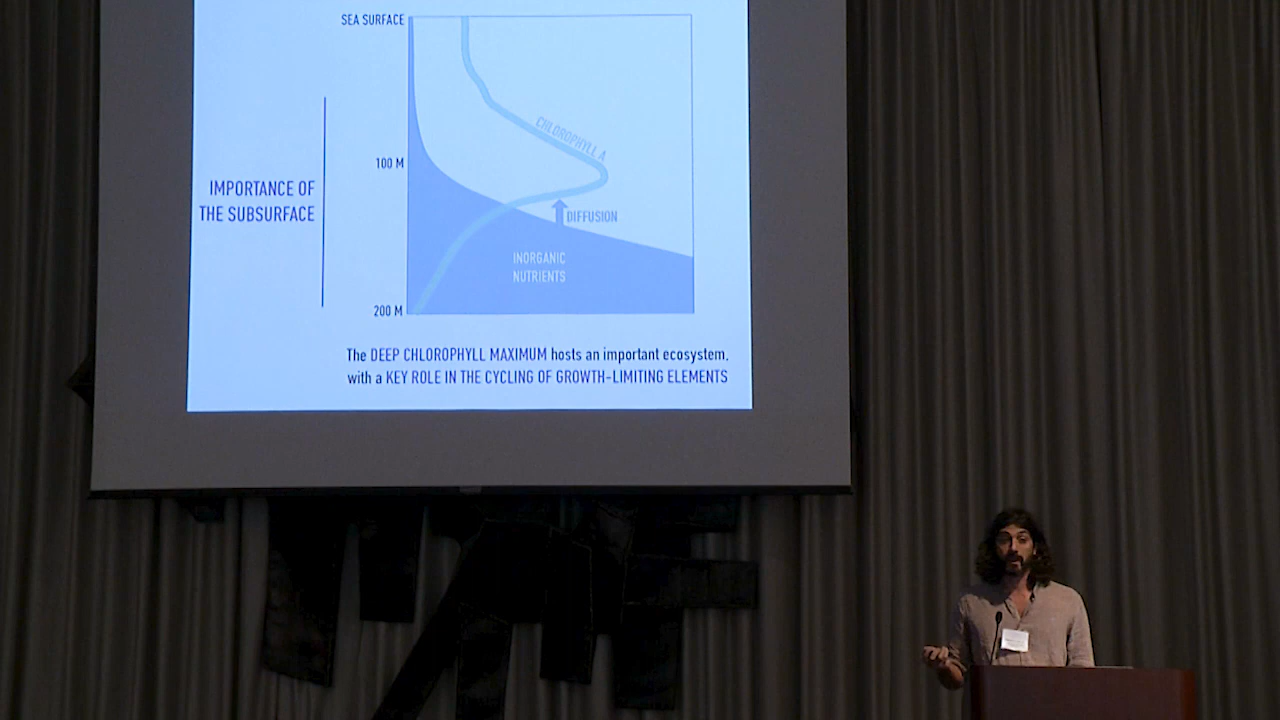 SEA SURFACE
CHLOROPHYLL A
100 M
IMPORTANCE OF
THE SUBSURFACE
DIFFUSION
INORGANIC
NUTRIENTS
200 M
The DEEP CHLOROPHYLL MAXIMUM hosts an important ecosystem,
with a KEY ROLE IN THE CYCLING OF GROWTH-LIMITING ELEMENTS